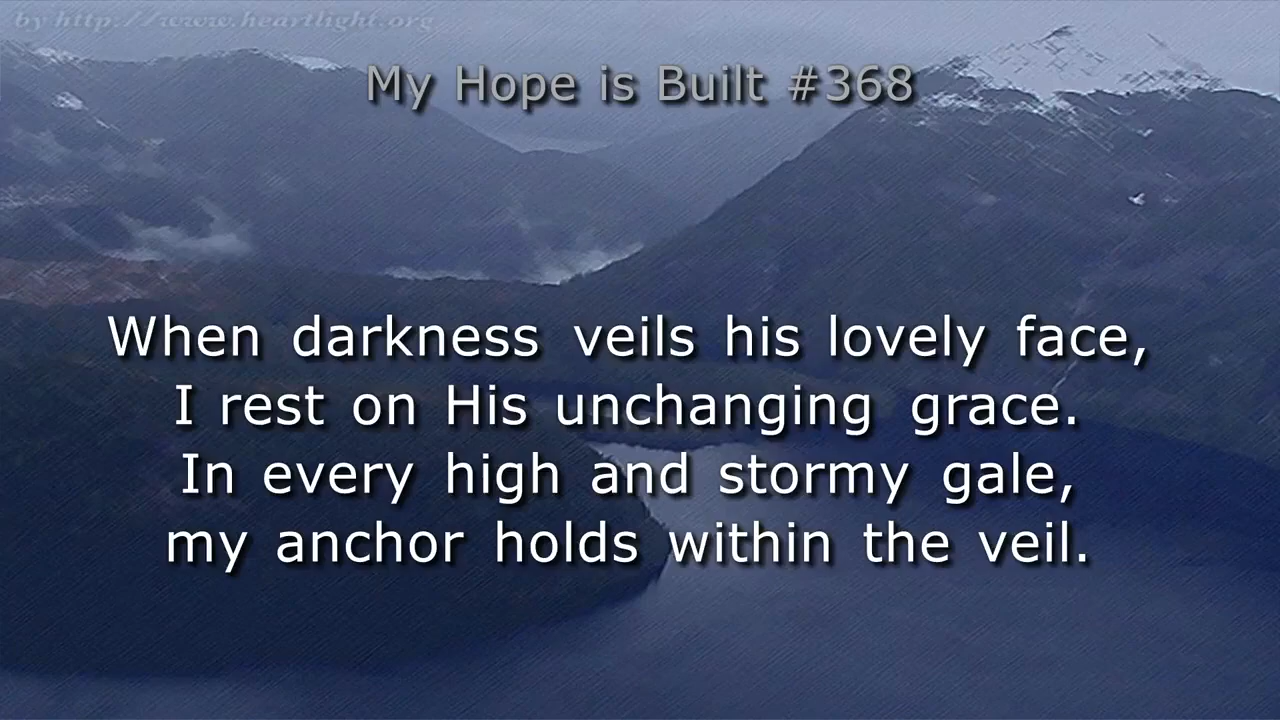 by http://www.heartlight.org
My Hope is Built #368
When darkness veils his lovely face,
I rest on His unchanging grace.
In every high and stormy gale,
my anchor holds within the veil.